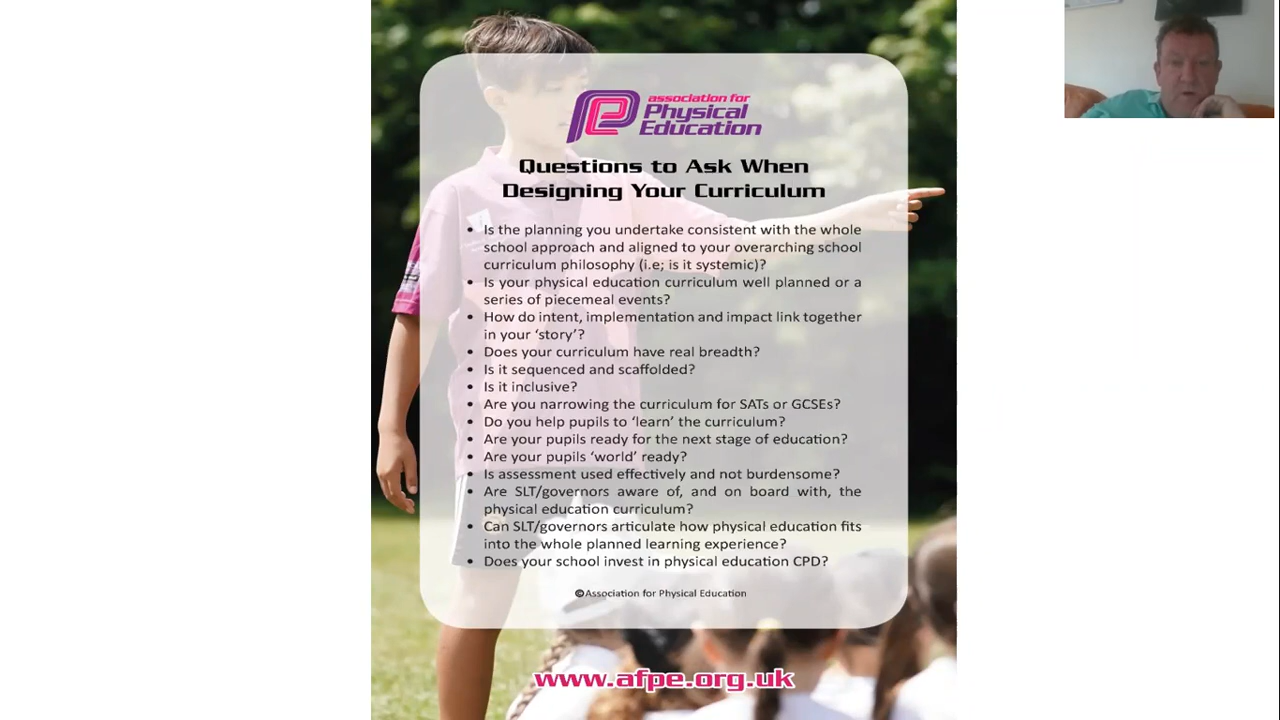 association for
Physical
Education
Questions to Ask When
Designing Your Curriculum
• Is the planning you undertake consistent with the whole
school approach and aligned to your overarching school
curriculum philosophy (i.e; is it systemic)?
• Is your physical education curriculum well planned or a
series of piecemeal events?
• How do intent, implementation and impact link together
in your ‘story’?
• Does your curriculum have real breadth?
• Is it sequenced and scaffolded?
• Is it inclusive?
• Are you narrowing the curriculum for SATs or GCSEs?
• Do you help pupils to ‘learn’ the curriculum?
• Are your pupils ready for the next stage of education?
• Are your pupils ‘world’ ready?
• Is assessment used effectively and not burdensome?
• Are SLT/governors aware of, and on board with, the
physical education curriculum?
• Can SLT/governors articulate how physical education fits
into the whole planned learning experience?
• Does your school invest in physical education CPD?
©Association for Physical Education
www.afpe.org.uk